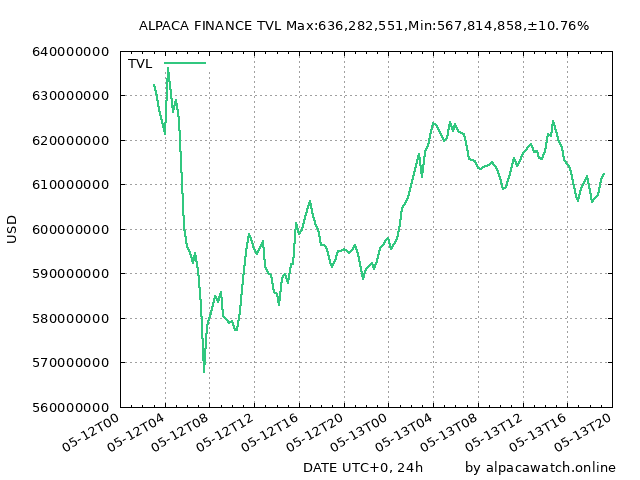 ALPACA FINANCE TVL Max:636,282,551,Min:567,814,858,±10.76%
TVL
640000000
630000000
620000000
610000000
600000000
590000000
580000000
570000000
560000000
USD
05-12T00
05-12T04
05-12T08
05-12T12
05-12T16
05-12T20
05-13T00
05-13T04
05-13T08
05-13T12
05-13T16
05-13T20
DATE UTC+0, 24h
by alpacawatch.online